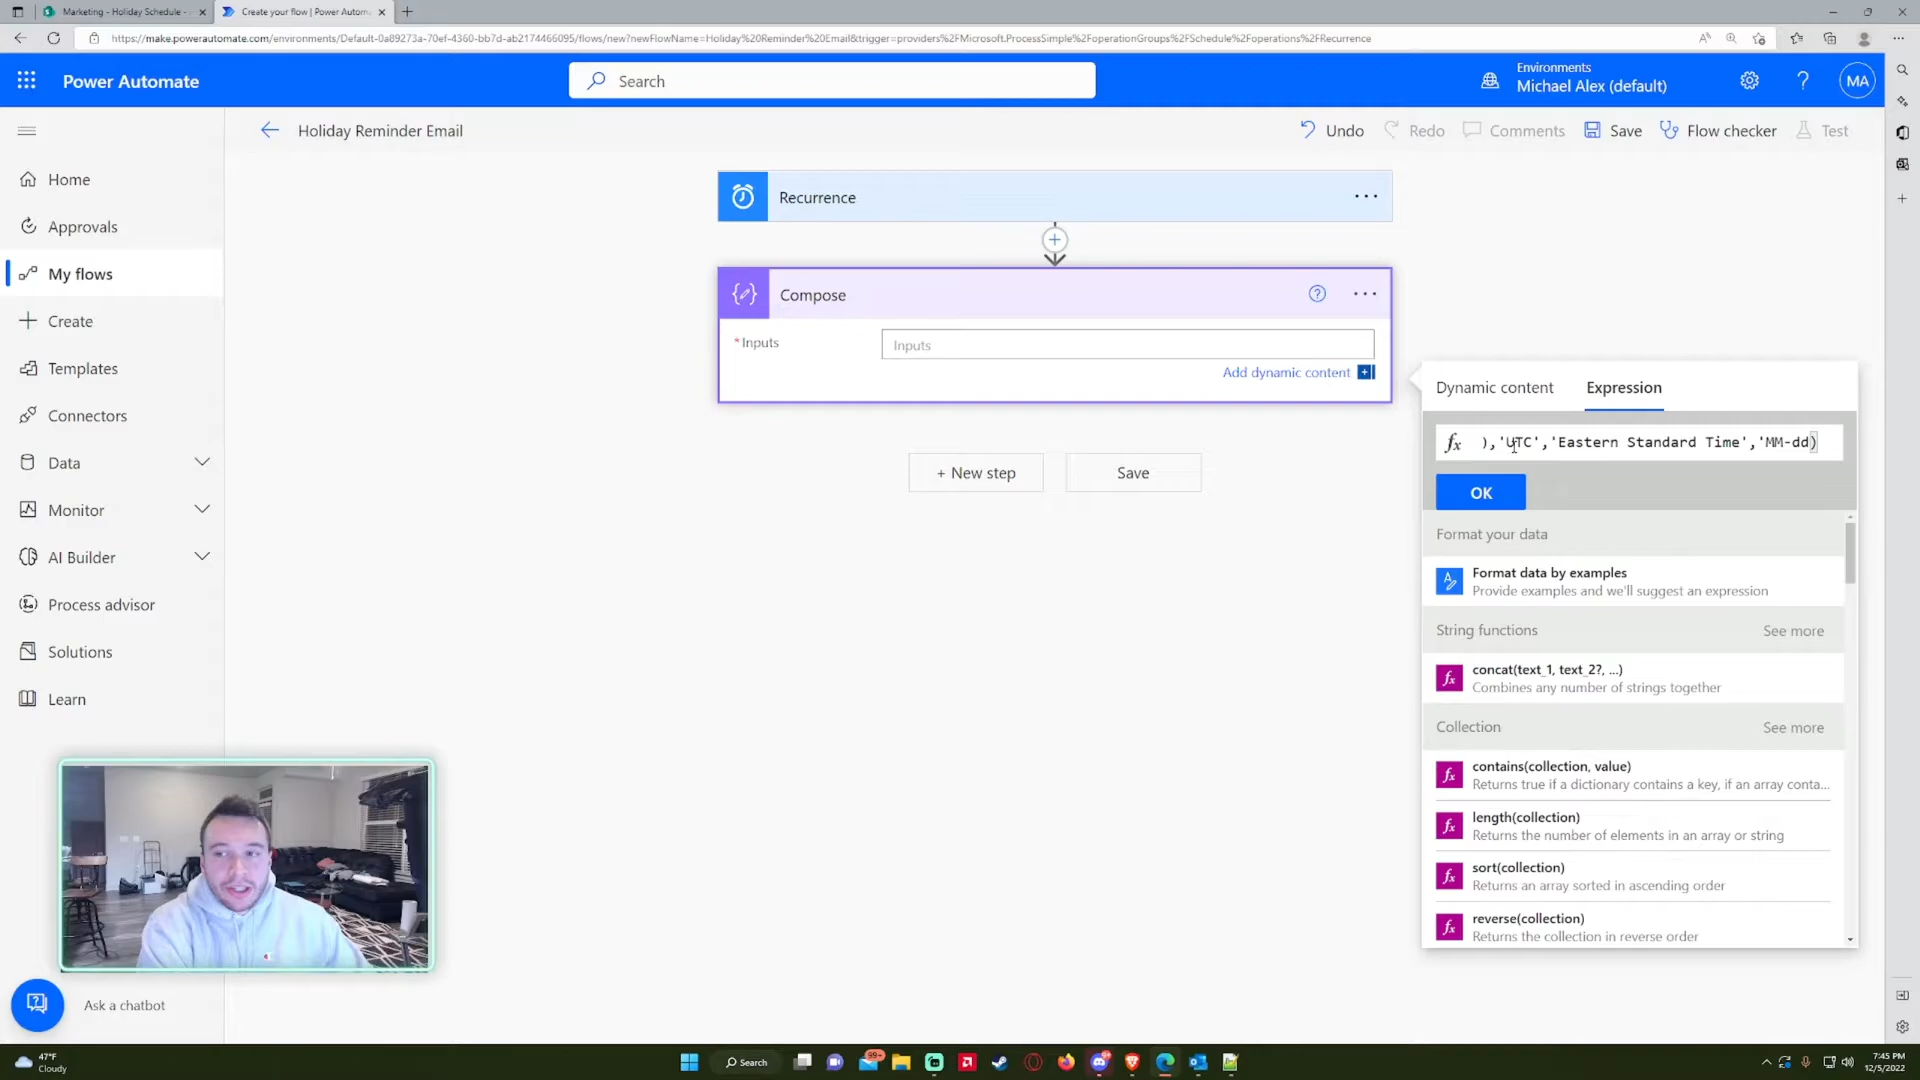 Marketing - Holiday Schedule -
Create your flow | Power Autom
https://make.powerautomate.com/environments/Default-0a89273a-70ef-4360-bb7d-ab2174466095/flows/new?newFlowName=Holiday%20Reminder%20Email&trigger=providers%2FMicrosoft.ProcessSimple%2FoperationGroups%2FSchedule%2Foperations%2FRecurrence
Power Automate
Search
Environments
Michael Alex (default)
MA
Holiday Reminder Email
Undo
Redo
Comments
Save
Flow checker
Test
Home
Approvals
My flows
Create
Templates
Connectors
Data
Monitor
AI Builder
Process advisor
Solutions
Learn
Ask a chatbot
Recurrence
Compose
* Inputs
Inputs
Add dynamic content
+ New step
Save
Dynamic content
Expression
fx ),'UTC','Eastern Standard Time','MM-dd)
OK
Format your data
Format data by examples
Provide examples and we'll suggest an expression
String functions
See more
fx concat(text_1, text_2?, ...)
Combines any number of strings together
Collection
See more
fx contains(collection, value)
Returns true if a dictionary contains a key, if an array conta...
fx length(collection)
Returns the number of elements in an array or string
fx sort(collection)
Returns an array sorted in ascending order
fx reverse(collection)
Returns the collection in reverse order
47°F
Cloudy
Search
99+
7:45 PM
12/5/2022